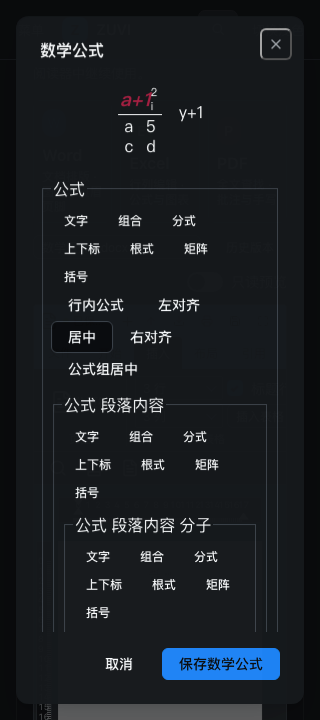 数学公式
a+1 2 i y+1
a 5
c d
公式
文字 组合 分式
上下标 根式 矩阵
括号
行内公式 左对齐
居中 右对齐
公式组居中
公式 段落内容
文字 组合 分式
上下标 根式 矩阵
括号
公式 段落内容 分子
文字 组合 分式
上下标 根式 矩阵
括号
取消 保存数学公式